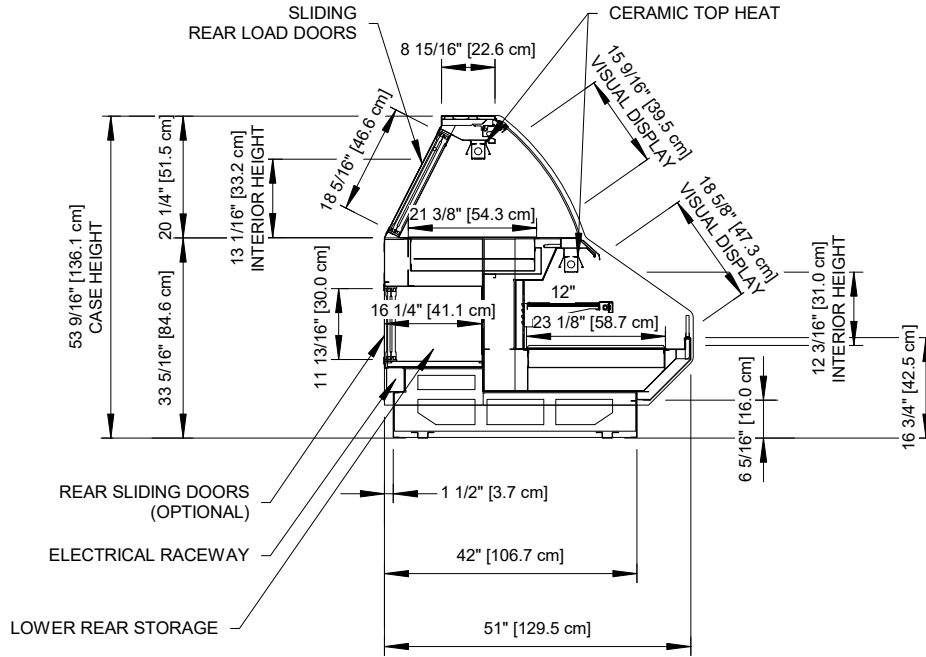 SLIDING
REAR LOAD DOORS
CERAMIC TOP HEAT
8 15/16" [22.6 cm]
15 9/16" [39.5 cm]
VISUAL DISPLAY
18 5/16" [46.6 cm]
20 1/4" [51.5 cm]
13 1/16" [33.2 cm]
INTERIOR HEIGHT
18 5/8" [47.3 cm]
VISUAL DISPLAY
21 3/8" [54.3 cm]
53 9/16" [136.1 cm]
CASE HEIGHT
33 5/16" [84.6 cm]
11 13/16" [30.0 cm]
16 1/4" [41.1 cm]
12"
23 1/8" [58.7 cm]
12 3/16" [31.0 cm]
INTERIOR HEIGHT
16 3/4" [42.5 cm]
6 5/16" [16.0 cm]
REAR SLIDING DOORS
(OPTIONAL)
1 1/2" [3.7 cm]
ELECTRICAL RACEWAY
42" [106.7 cm]
LOWER REAR STORAGE
51" [129.5 cm]